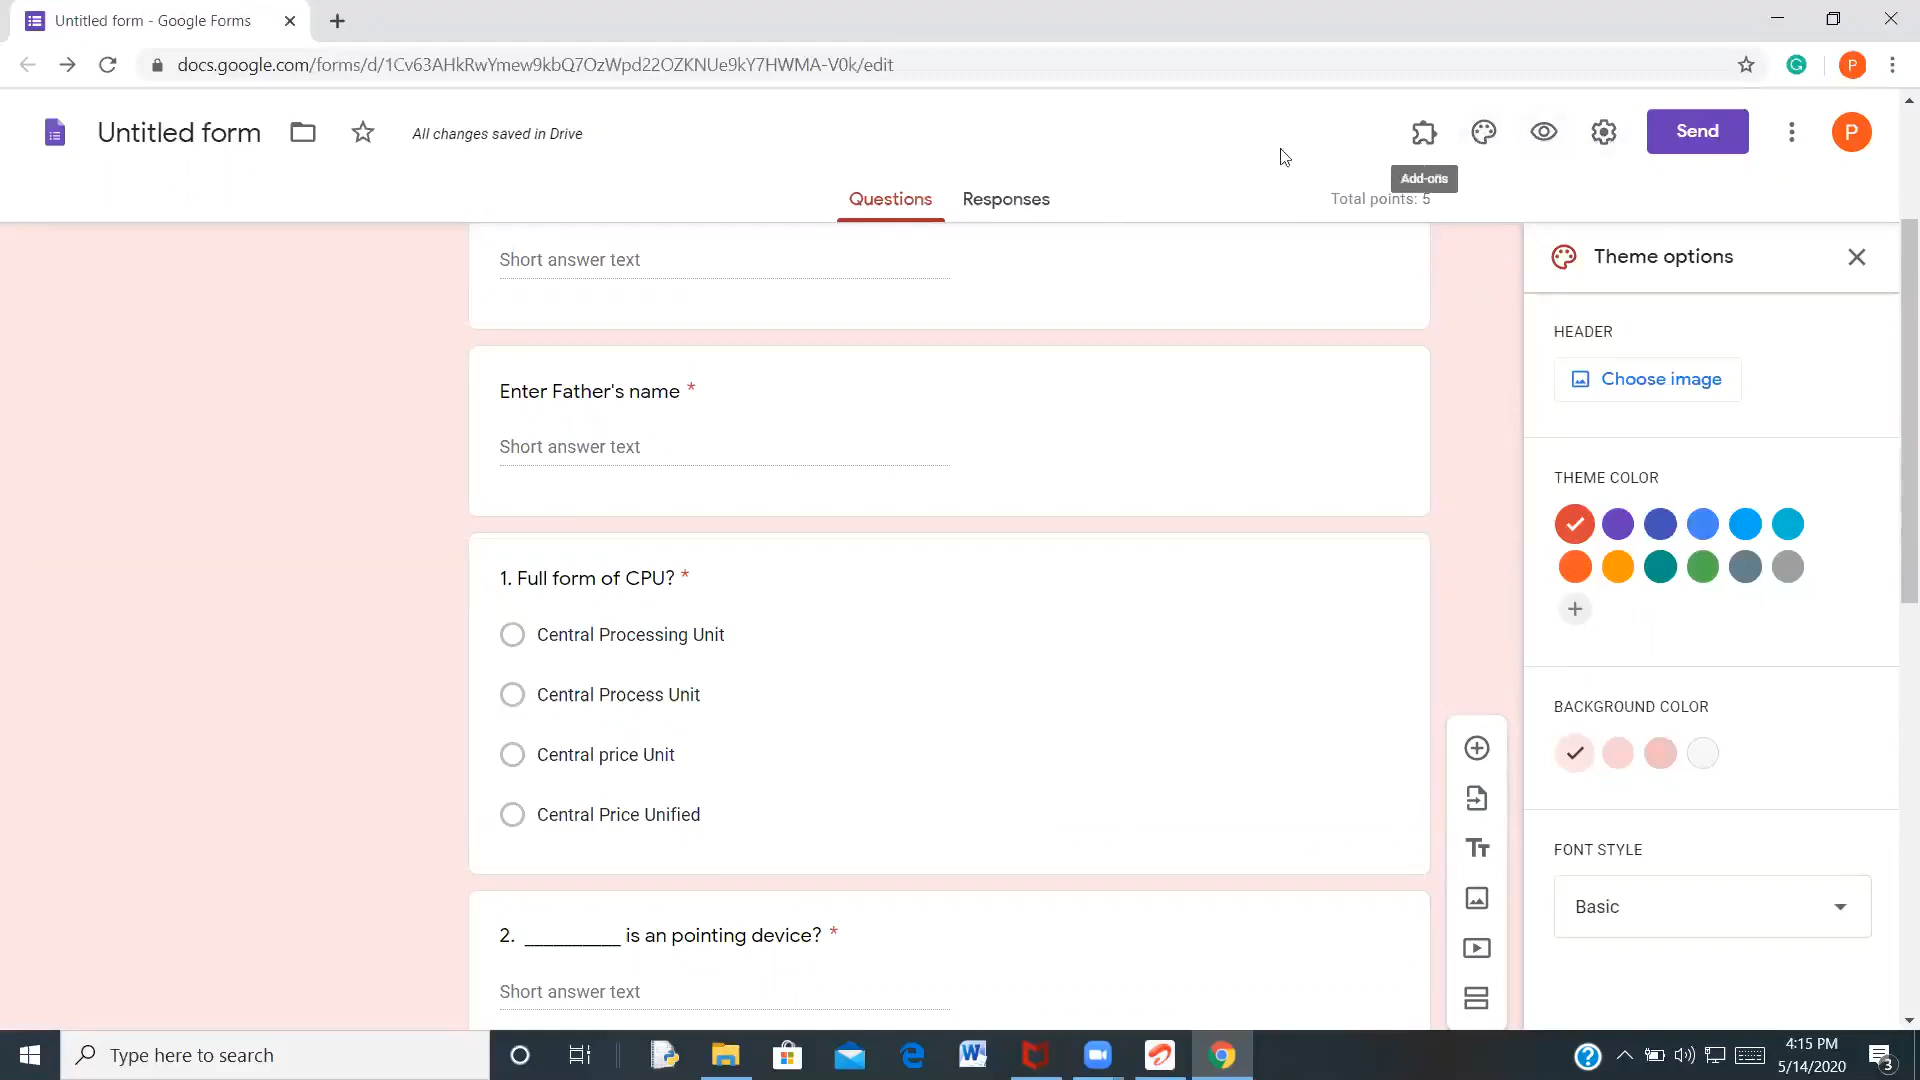 Untitled form - Google Forms
docs.google.com/forms/d/1Cv63AHkRwYmew9kbQ7OzWpd22OZKNUe9kY7HWMA-V0k/edit
P
Untitled form
All changes saved in Drive
Send
P
Add-ons
Questions
Responses
Total points: 5
Short answer text
Enter Father's name *
Short answer text
1. Full form of CPU? *
Central Processing Unit
Central Process Unit
Central price Unit
Central Price Unified
2. __________ is an pointing device? *
Short answer text
Theme options
HEADER
Choose image
THEME COLOR
BACKGROUND COLOR
FONT STYLE
Basic
Type here to search
4:15 PM
5/14/2020
3